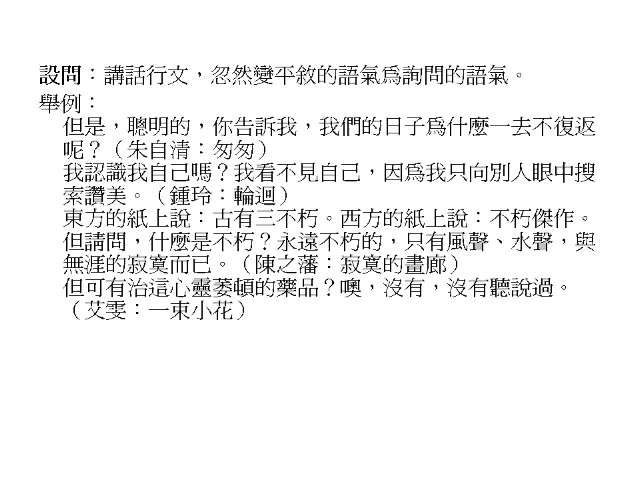 設問：講話行文，忽然變平敘的語氣爲詢問的語氣。
舉例：
但是，聰明的，你告訴我，我們的日子爲什麼一去不復返
呢？（朱自清：匆匆）
我認識我自己嗎？我看不見自己，因爲我只向別人眼中搜
索讚美。（鍾玲：輪迴）
東方的紙上說：古有三不朽。西方的紙上說：不朽傑作。
但請問，什麼是不朽？永遠不朽的，只有風聲、水聲，與
無涯的寂寞而已。（陳之藩：寂寞的畫廊）
但可有治這心靈萎頓的藥品？噢，沒有，沒有聽說過。
（艾雯：一束小花）